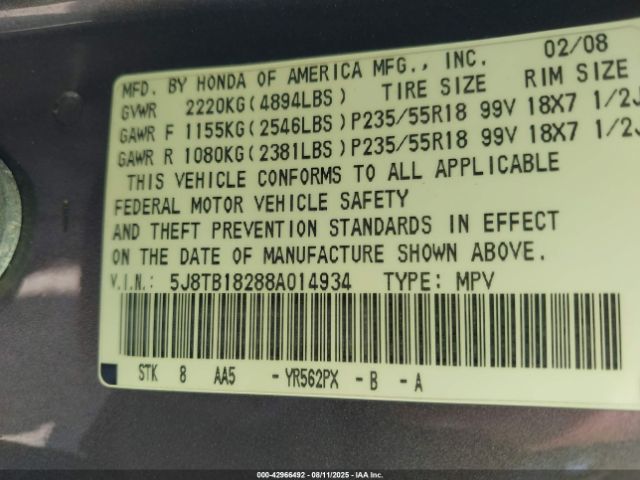 02/08
MFD. BY HONDA OF AMERICA MFG., INC.
GVWR 2220KG(4894LBS) TIRE SIZE RIM SIZE
GAWR F 1155KG(2546LBS)P235/55R18 99V 18X7 1/2J
GAWR R 1080KG(2381LBS)P235/55R18 99V 18X7 1/2J
THIS VEHICLE CONFORMS TO ALL APPLICABLE
FEDERAL MOTOR VEHICLE SAFETY
AND THEFT PREVENTION STANDARDS IN EFFECT
ON THE DATE OF MANUFACTURE SHOWN ABOVE.
V.I.N.: 5J8TB18288A014934 TYPE: MPV
STK 8 AA5 -YR562PX -B -A
000-42966492 - 08/11/2025 - IAAI.com